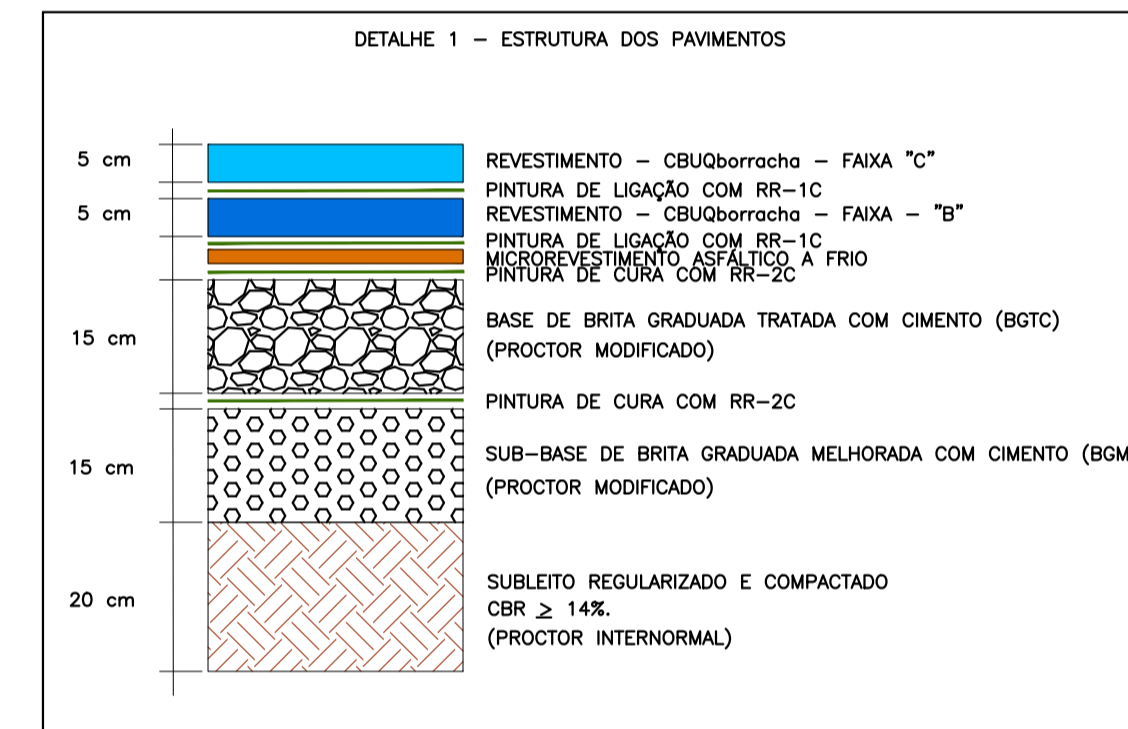 DETALHE 1 – ESTRUTURA DOS PAVIMENTOS
5 cm
REVESTIMENTO – CBUQborracha – FAIXA "C"
PINTURA DE LIGAÇÃO COM RR–1C
5 cm
REVESTIMENTO – CBUQborracha – FAIXA – "B"
PINTURA DE LIGAÇÃO COM RR–1C
MICROREVESTIMENTO ASFÁLTICO A FRIO
PINTURA DE CURA COM RR–2C
15 cm
BASE DE BRITA GRADUADA TRATADA COM CIMENTO (BGTC)
(PROCTOR MODIFICADO)
PINTURA DE CURA COM RR–2C
15 cm
SUB–BASE DE BRITA GRADUADA MELHORADA COM CIMENTO (BGM
(PROCTOR MODIFICADO)
20 cm
SUBLEITO REGULARIZADO E COMPACTADO
CBR ≥ 14%.
(PROCTOR INTERNORMAL)